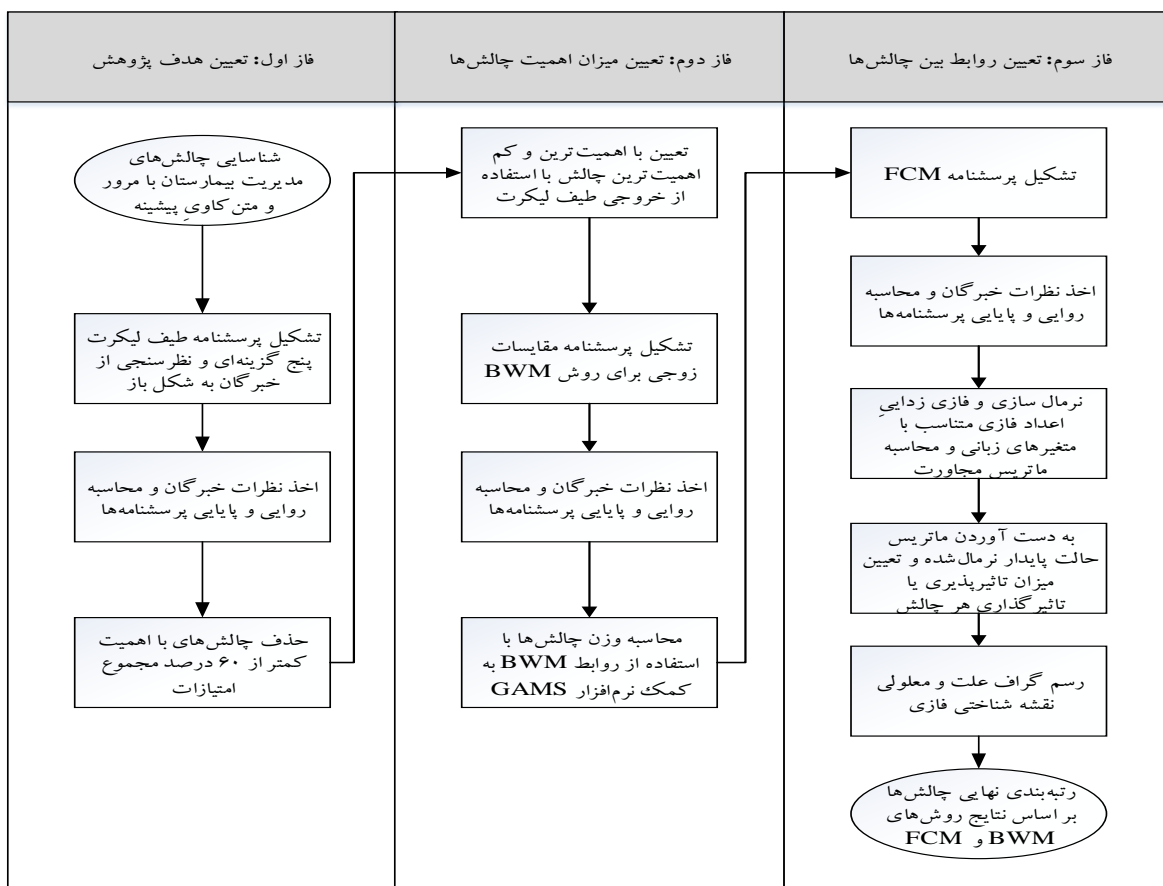 فاز اول: تعیین هدف پژوهش
شناسایی چالش‌های
مدیریت بیمارستان با مرور
و متن‌کاویِ پیشینه
تشکیل پرسشنامه طیف لیکرت
پنج گزینه‌ای و نظرسنجی از
خبرگان به شکل باز
اخذ نظرات خبرگان و محاسبه
روایی و پایایی پرسشنامه‌ها
حذف چالش‌های با اهمیت
کمتر از ۶۰ درصد مجموع
امتیازات
فاز دوم: تعیین میزان اهمیت چالش‌ها
تعیین با اهمیت‌ترین و کم
اهمیت‌ترین چالش با استفاده
از خروجی طیف لیکرت
تشکیل پرسشنامه مقایسات
زوجی برای روش BWM
اخذ نظرات خبرگان و محاسبه
روایی و پایایی پرسشنامه‌ها
محاسبه وزن چالش‌ها با
استفاده از روابط BWM به
کمک نرم‌افزار GAMS
فاز سوم: تعیین روابط بین چالش‌ها
تشکیل پرسشنامه FCM
اخذ نظرات خبرگان و محاسبه
روایی و پایایی پرسشنامه‌ها
نرمال سازی و فازی زداییِ
اعداد فازی متناسب با
متغیرهای زبانی و محاسبه
ماتریس مجاورت
به دست آوردن ماتریس
حالت پایدار نرمال‌شده و تعیین
میزان تاثیرپذیری یا
تاثیرگذاری هر چالش
رسم گراف علت و معلولی
نقشه شناختی فازی
رتبه‌بندی نهایی چالش‌ها
بر اساس نتایج روش‌های
BWM و FCM